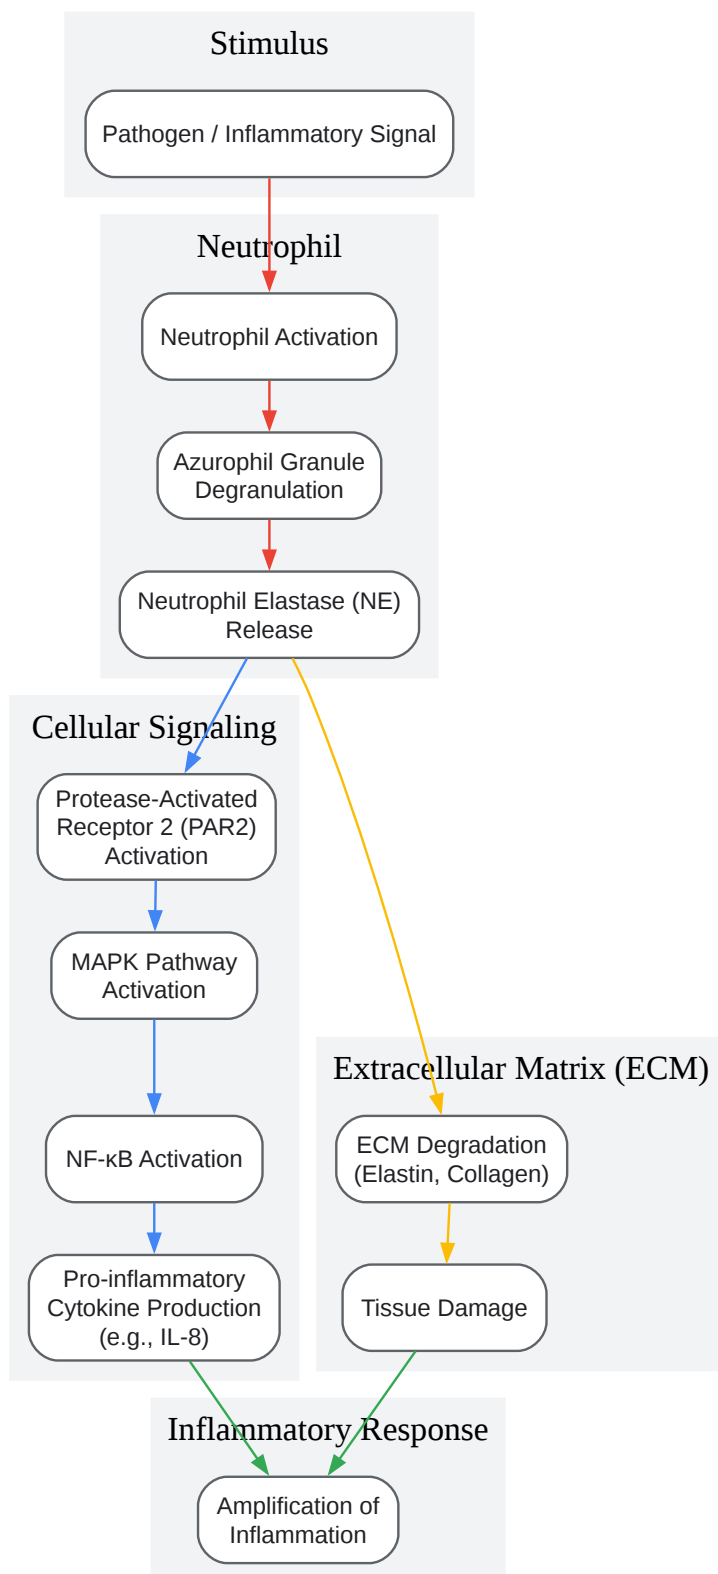 Stimulus
Pathogen / Inflammatory Signal
Neutrophil
Neutrophil Activation
Azurophil Granule
Degranulation
Neutrophil Elastase (NE)
Release
Cellular Signaling
Protease-Activated
Receptor 2 (PAR2)
Activation
MAPK Pathway
Activation
NF-κB Activation
Pro-inflammatory
Cytokine Production
(e.g., IL-8)
Extracellular Matrix (ECM)
ECM Degradation
(Elastin, Collagen)
Tissue Damage
Inflammatory Response
Amplification of
Inflammation